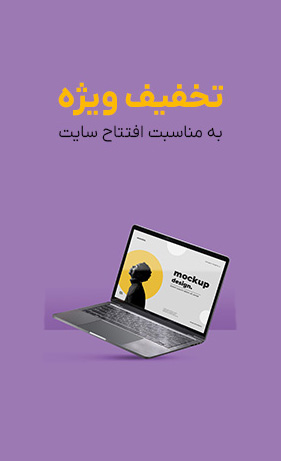 تخفیف ویژه
به مناسبت افتتاح سایت
mockup
design.